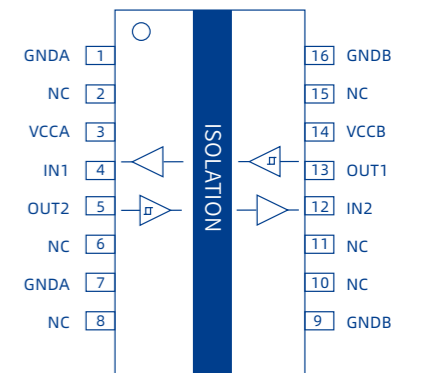 GNDA 1 16 GNDB
NC 2 15 NC
VCCA 3 14 VCCB
IN1 4 13 OUT1
OUT2 5 12 IN2
NC 6 11 NC
GNDA 7 10 NC
NC 8 9 GNDB
ISOLATION